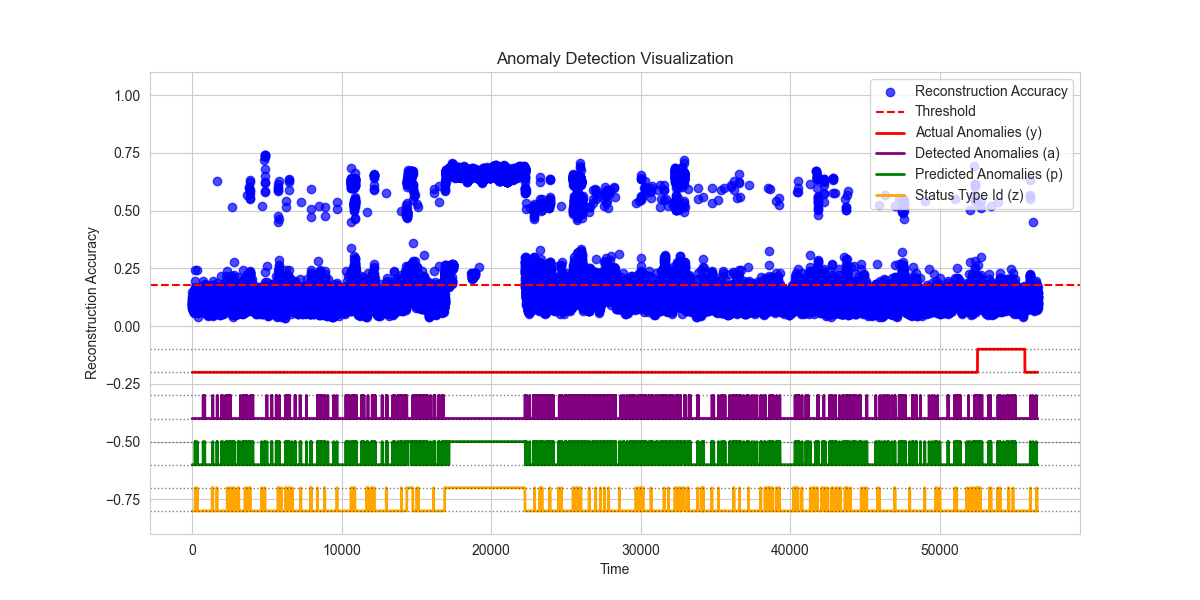 Anomaly Detection Visualization
Reconstruction Accuracy
1.00
0.75
0.50
0.25
0.00
−0.25
−0.50
−0.75
Reconstruction Accuracy
Threshold
Actual Anomalies (y)
Detected Anomalies (a)
Predicted Anomalies (p)
Status Type Id (z)
0
10000
20000
30000
40000
50000
Time